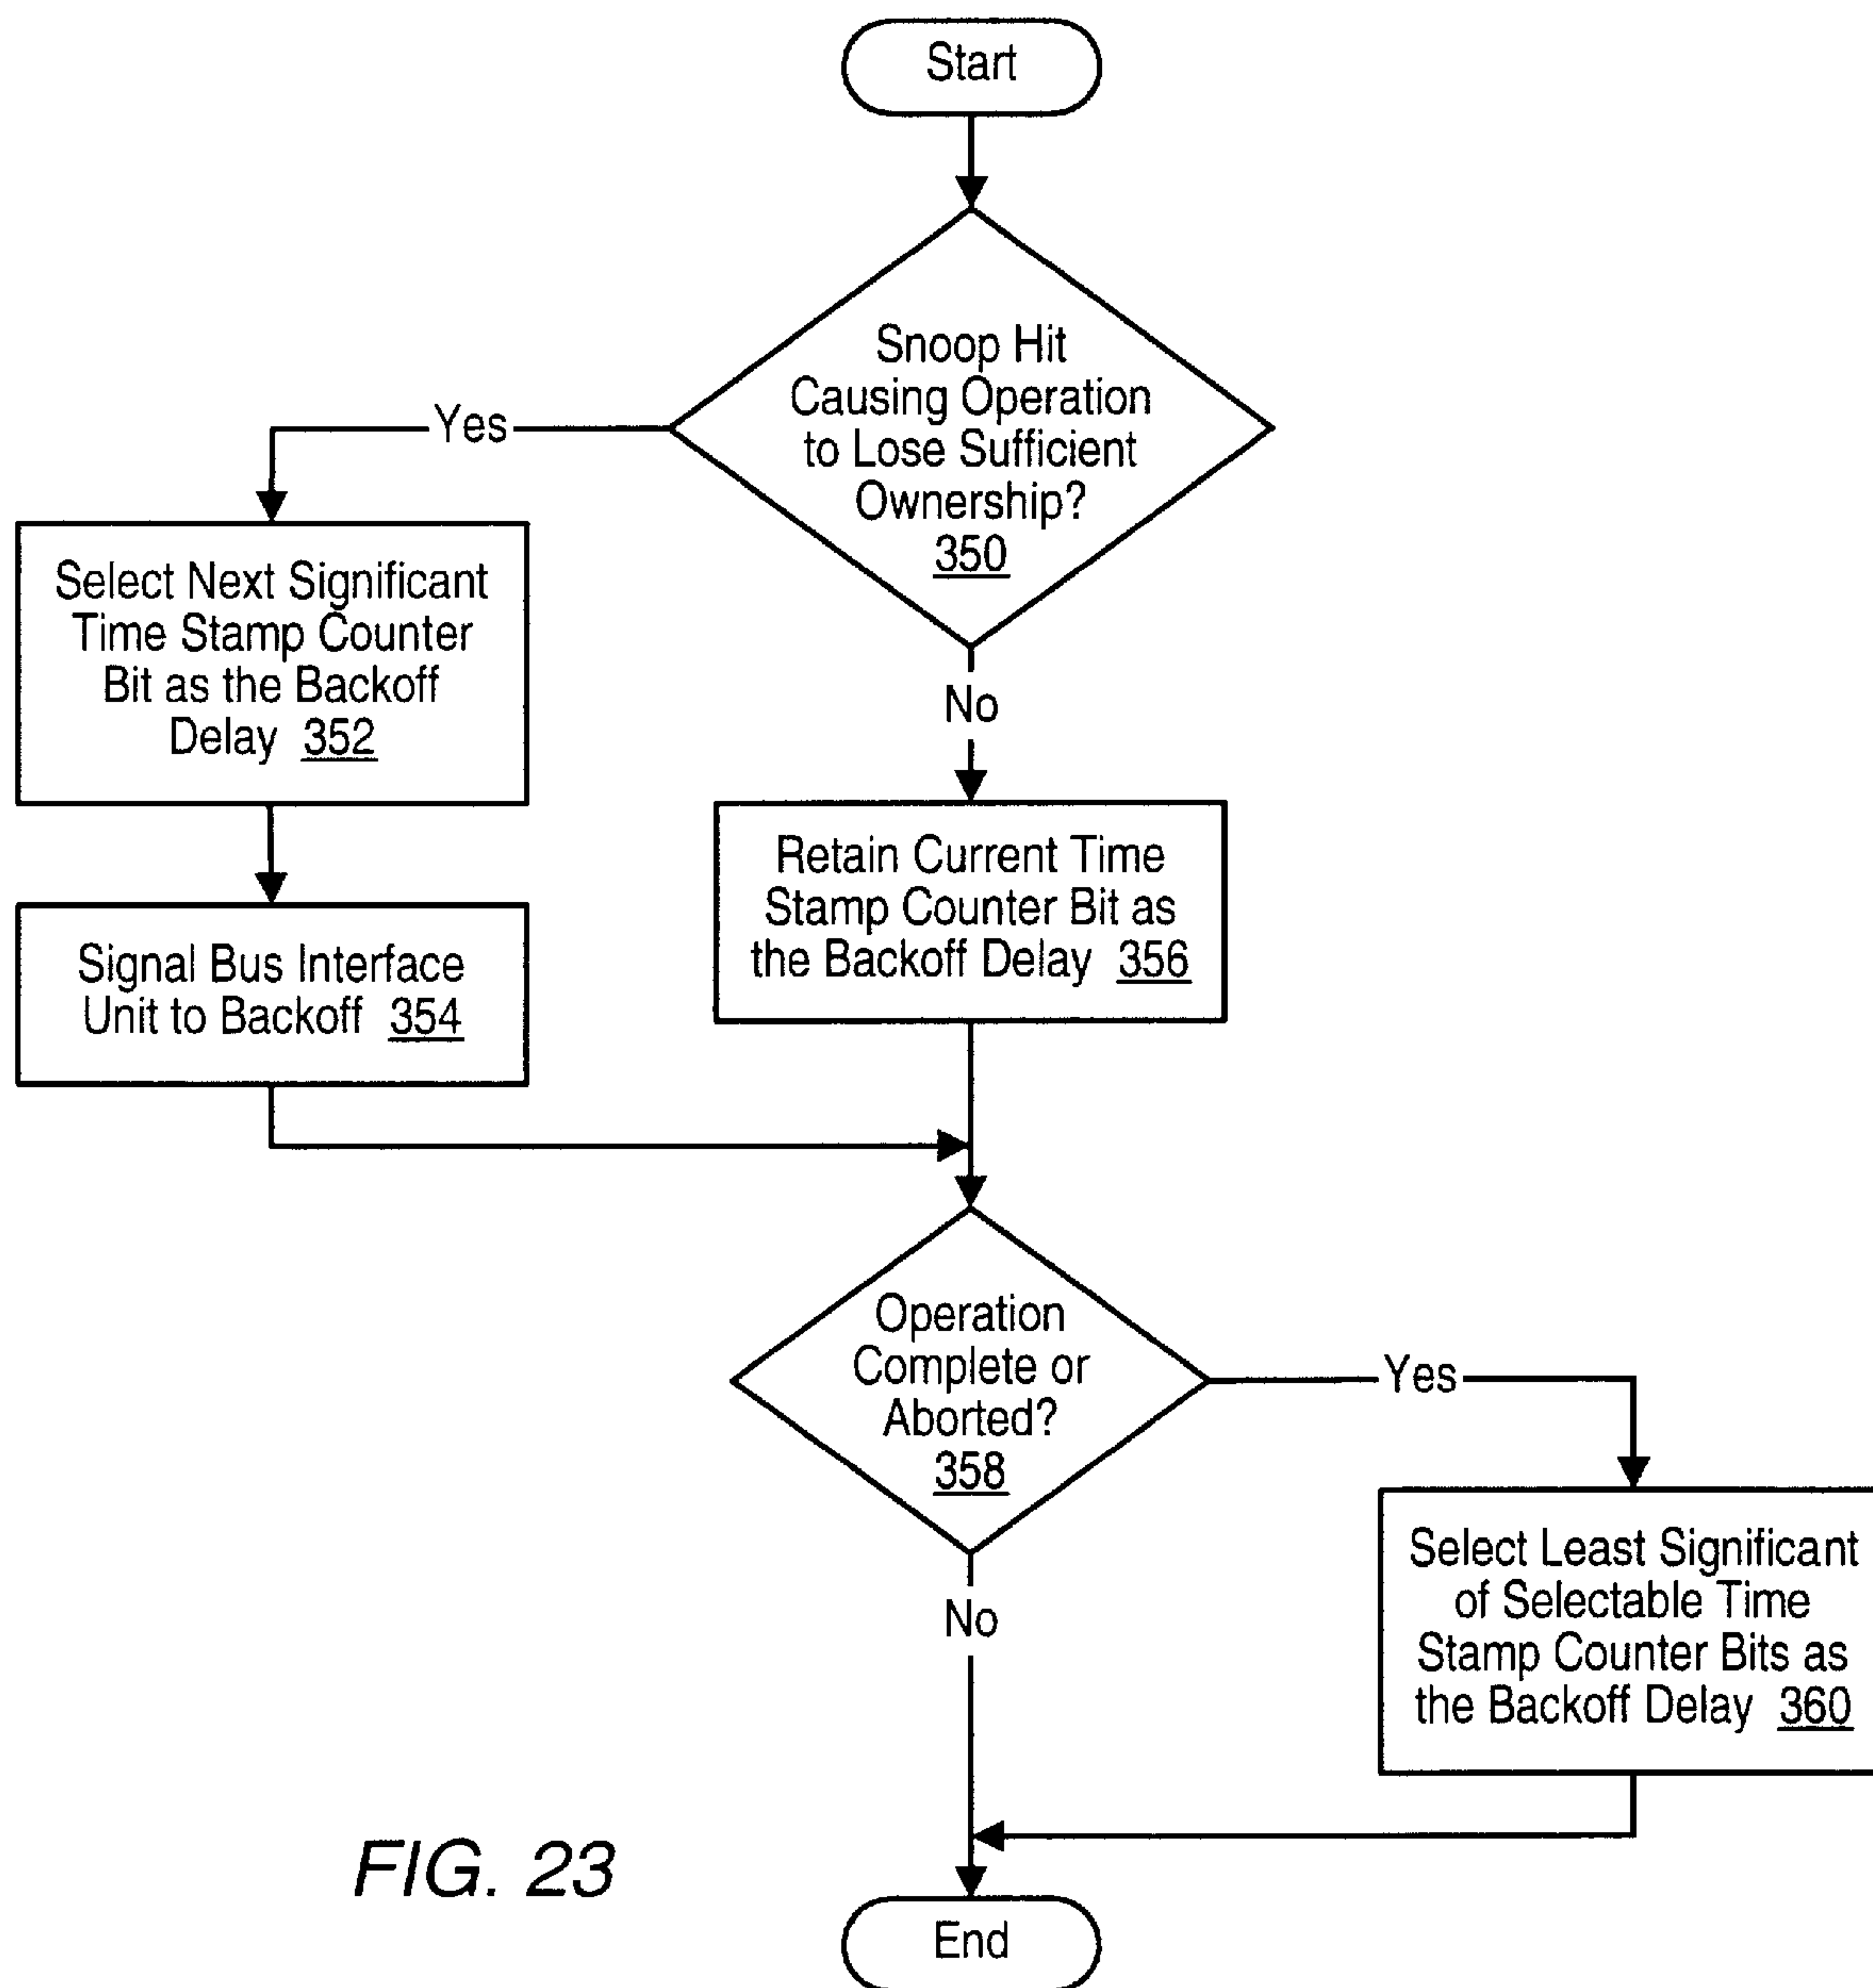 Start
Snoop Hit
Causing Operation
to Lose Sufficient
Ownership?
350
Yes
No
Select Next Significant
Time Stamp Counter
Bit as the Backoff
Delay 352
Retain Current Time
Stamp Counter Bit as
the Backoff Delay 356
Signal Bus Interface
Unit to Backoff 354
Operation
Complete or
Aborted?
358
Yes
No
Select Least Significant
of Selectable Time
Stamp Counter Bits as
the Backoff Delay 360
FIG. 23
End